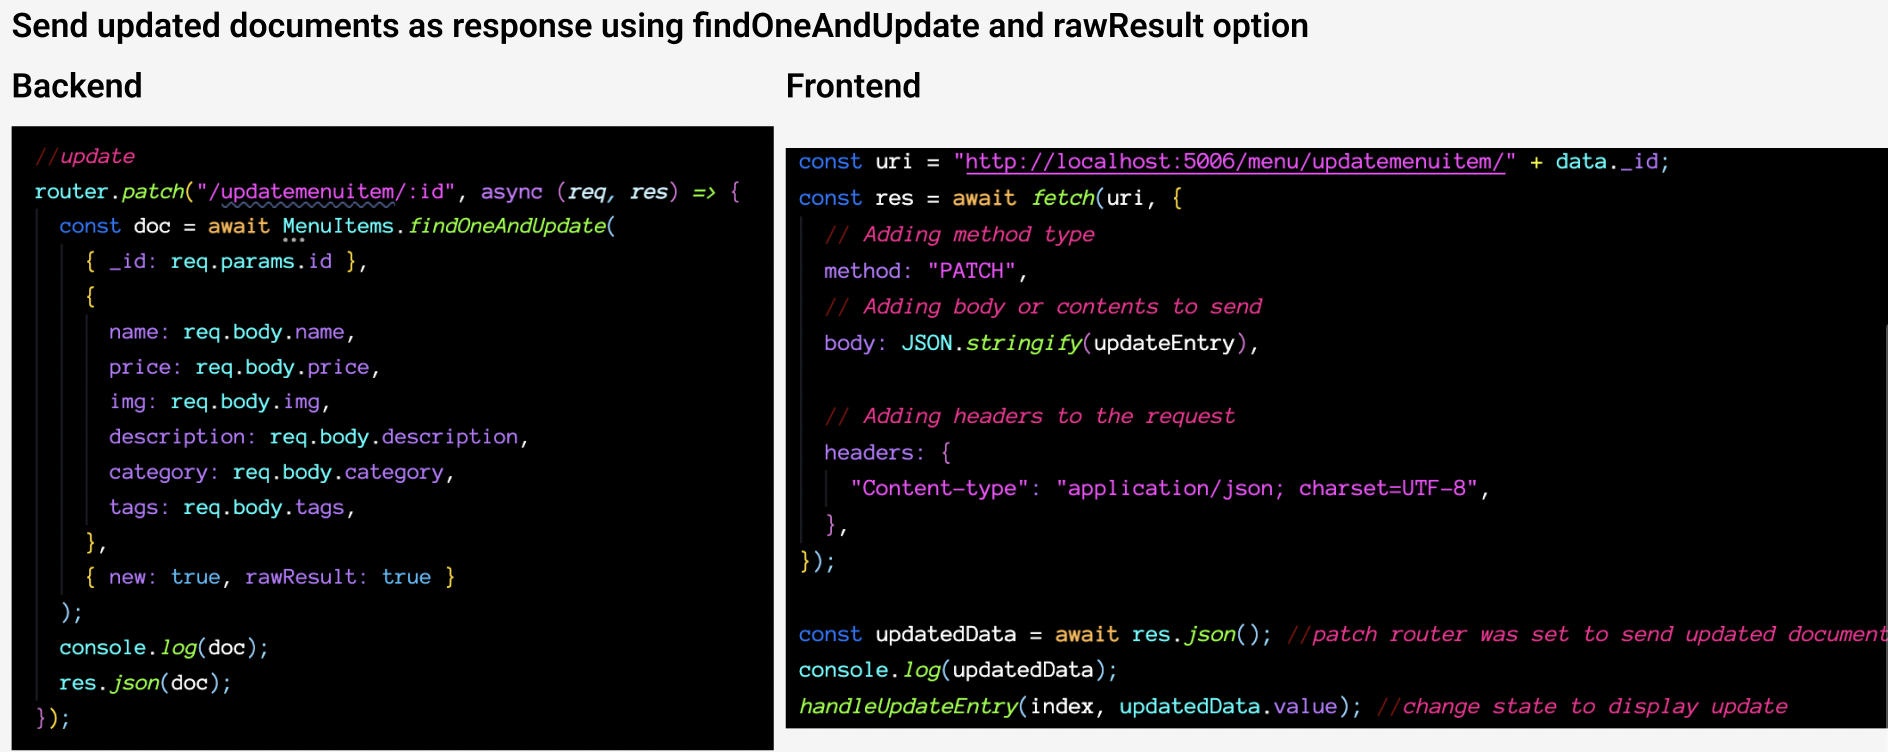 Send updated documents as response using findOneAndUpdate and rawResult option
Backend
//update
router.patch("/updatemenuitem/:id", async (req, res) => {
const doc = await MenuItems.findOneAndUpdate(
{ _id: req.params.id },
{
name: req.body.name,
price: req.body.price,
img: req.body.img,
description: req.body.description,
category: req.body.category,
tags: req.body.tags,
},
{ new: true, rawResult: true }
);
console.log(doc);
res.json(doc);
});
Frontend
const uri = "http://localhost:5006/menu/updatemenuitem/" + data._id;
const res = await fetch(uri, {
// Adding method type
method: "PATCH",
// Adding body or contents to send
body: JSON.stringify(updateEntry),
// Adding headers to the request
headers: {
"Content-type": "application/json; charset=UTF-8",
},
});
const updatedData = await res.json(); //patch router was set to send updated document
console.log(updatedData);
handleUpdateEntry(index, updatedData.value); //change state to display update